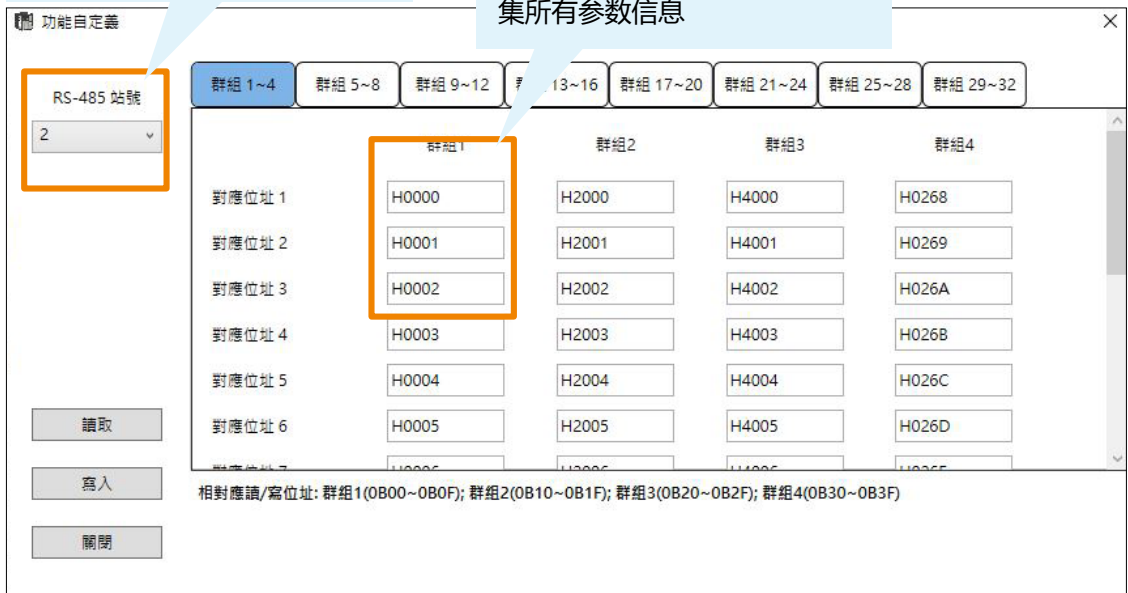 集所有参数信息
功能自定義
RS-485 站號
2
群組 1~4 群組 5~8 群組 9~12 13~16 群組 17~20 群組 21~24 群組 25~28 群組 29~32
群組1 群組2 群組3 群組4
對應位址 1 H0000 H2000 H4000 H0268
對應位址 2 H0001 H2001 H4001 H0269
對應位址 3 H0002 H2002 H4002 H026A
對應位址 4 H0003 H2003 H4003 H026B
對應位址 5 H0004 H2004 H4004 H026C
對應位址 6 H0005 H2005 H4005 H026D
讀取
寫入
關閉
相對應讀/寫位址: 群組1(0B00~0B0F); 群組2(0B10~0B1F); 群組3(0B20~0B2F); 群組4(0B30~0B3F)